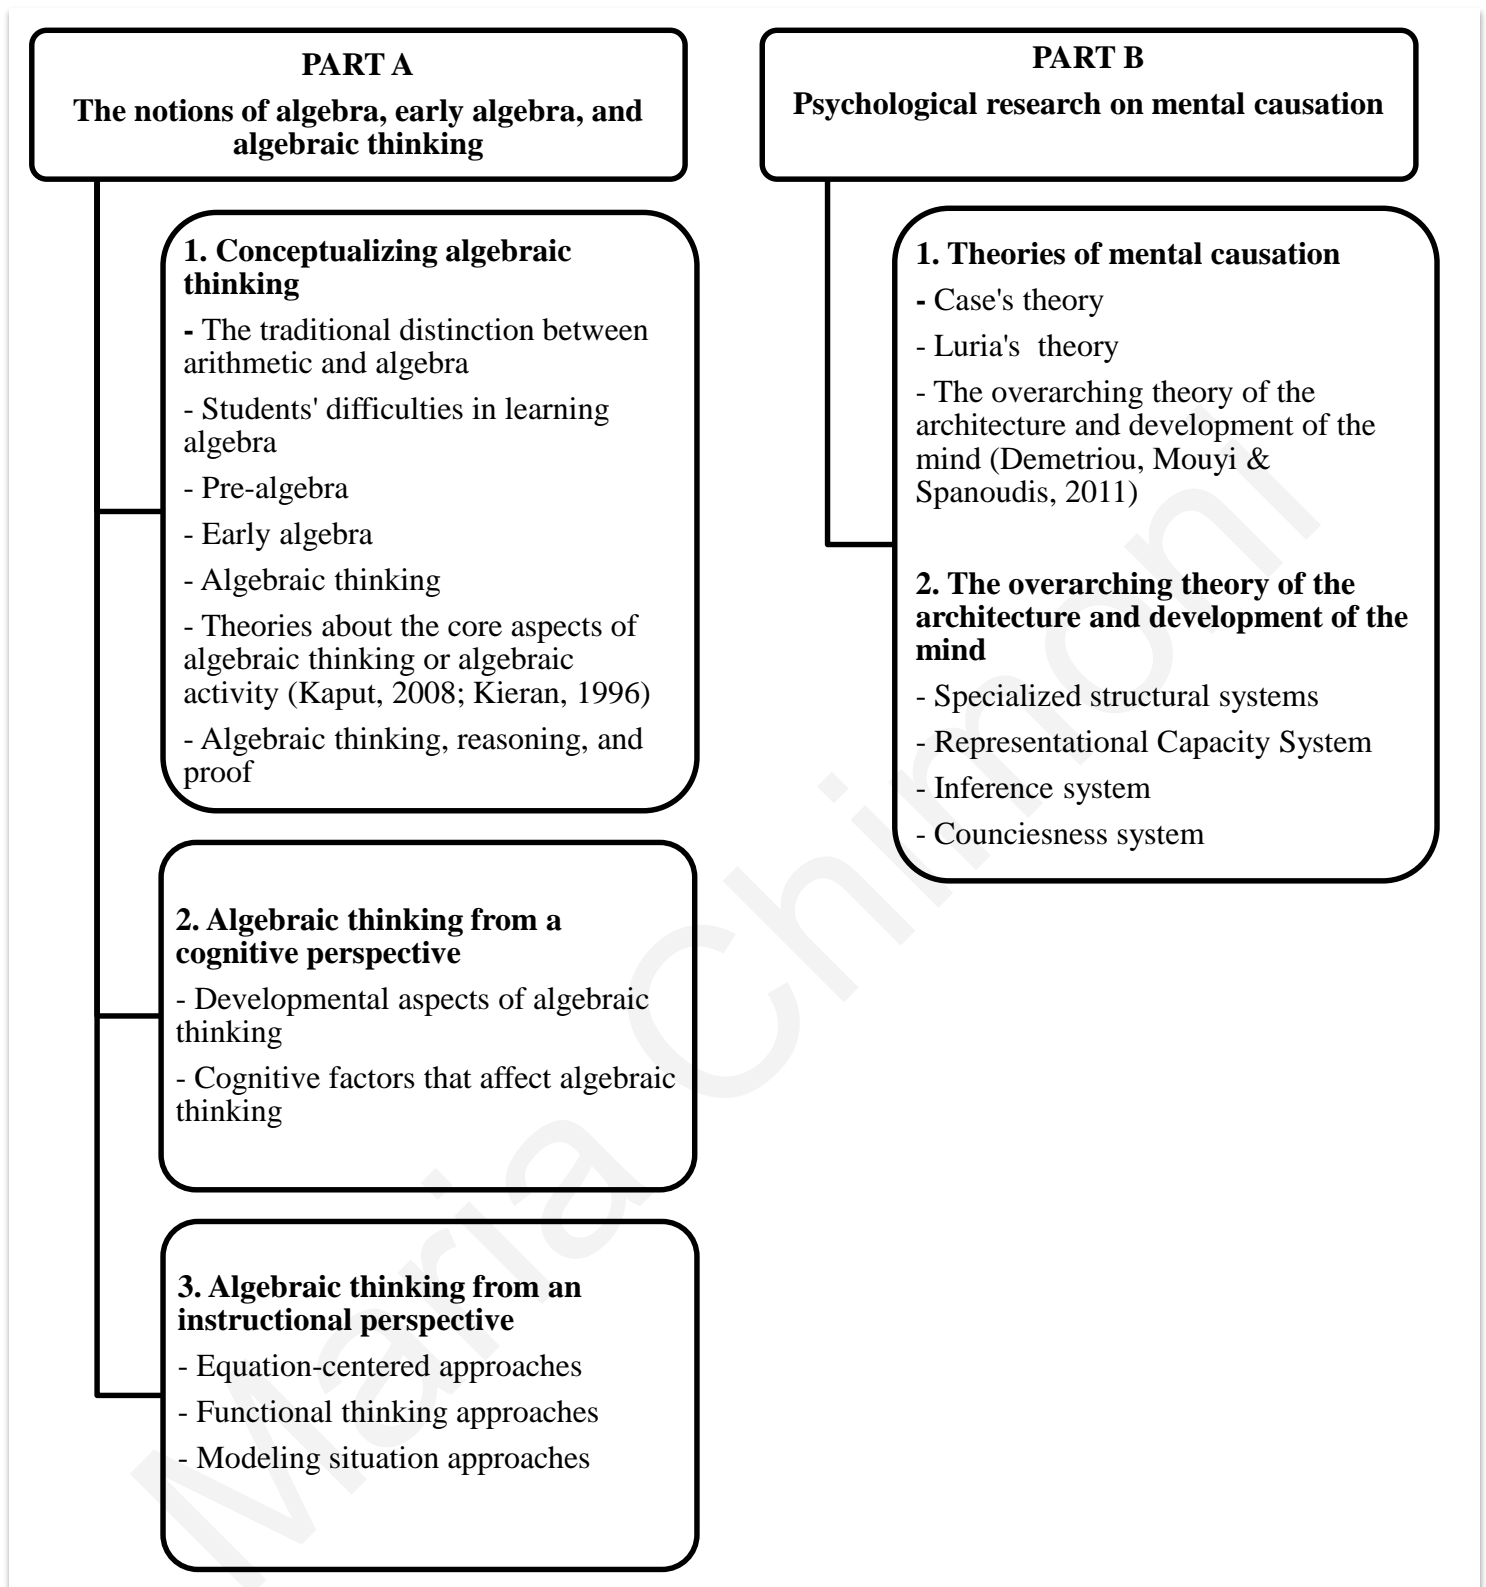 PART A
The notions of algebra, early algebra, and
algebraic thinking
1. Conceptualizing algebraic
thinking
- The traditional distinction between
arithmetic and algebra
- Students' difficulties in learning
algebra
- Pre-algebra
- Early algebra
- Algebraic thinking
- Theories about the core aspects of
algebraic thinking or algebraic
activity (Kaput, 2008; Kieran, 1996)
- Algebraic thinking, reasoning, and
proof
2. Algebraic thinking from a
cognitive perspective
- Developmental aspects of algebraic
thinking
- Cognitive factors that affect algebraic
thinking
3. Algebraic thinking from an
instructional perspective
- Equation-centered approaches
- Functional thinking approaches
- Modeling situation approaches
PART B
Psychological research on mental causation
1. Theories of mental causation
- Case's theory
- Luria's  theory
- The overarching theory of the
architecture and development of the
mind (Demetriou, Mouyi &
Spanoudis, 2011)
2. The overarching theory of the
architecture and development of the
mind
- Specialized structural systems
- Representational Capacity System
- Inference system
- Counciesness system
Maria Chimoni